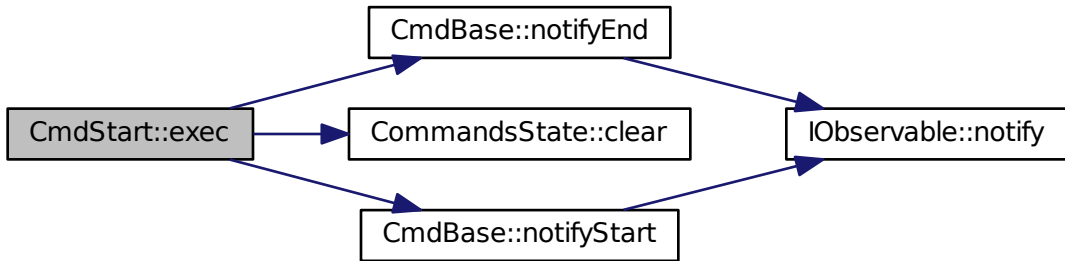 CmdBase::notifyEnd
CmdStart::exec
CommandsState::clear
IObservable::notify
CmdBase::notifyStart